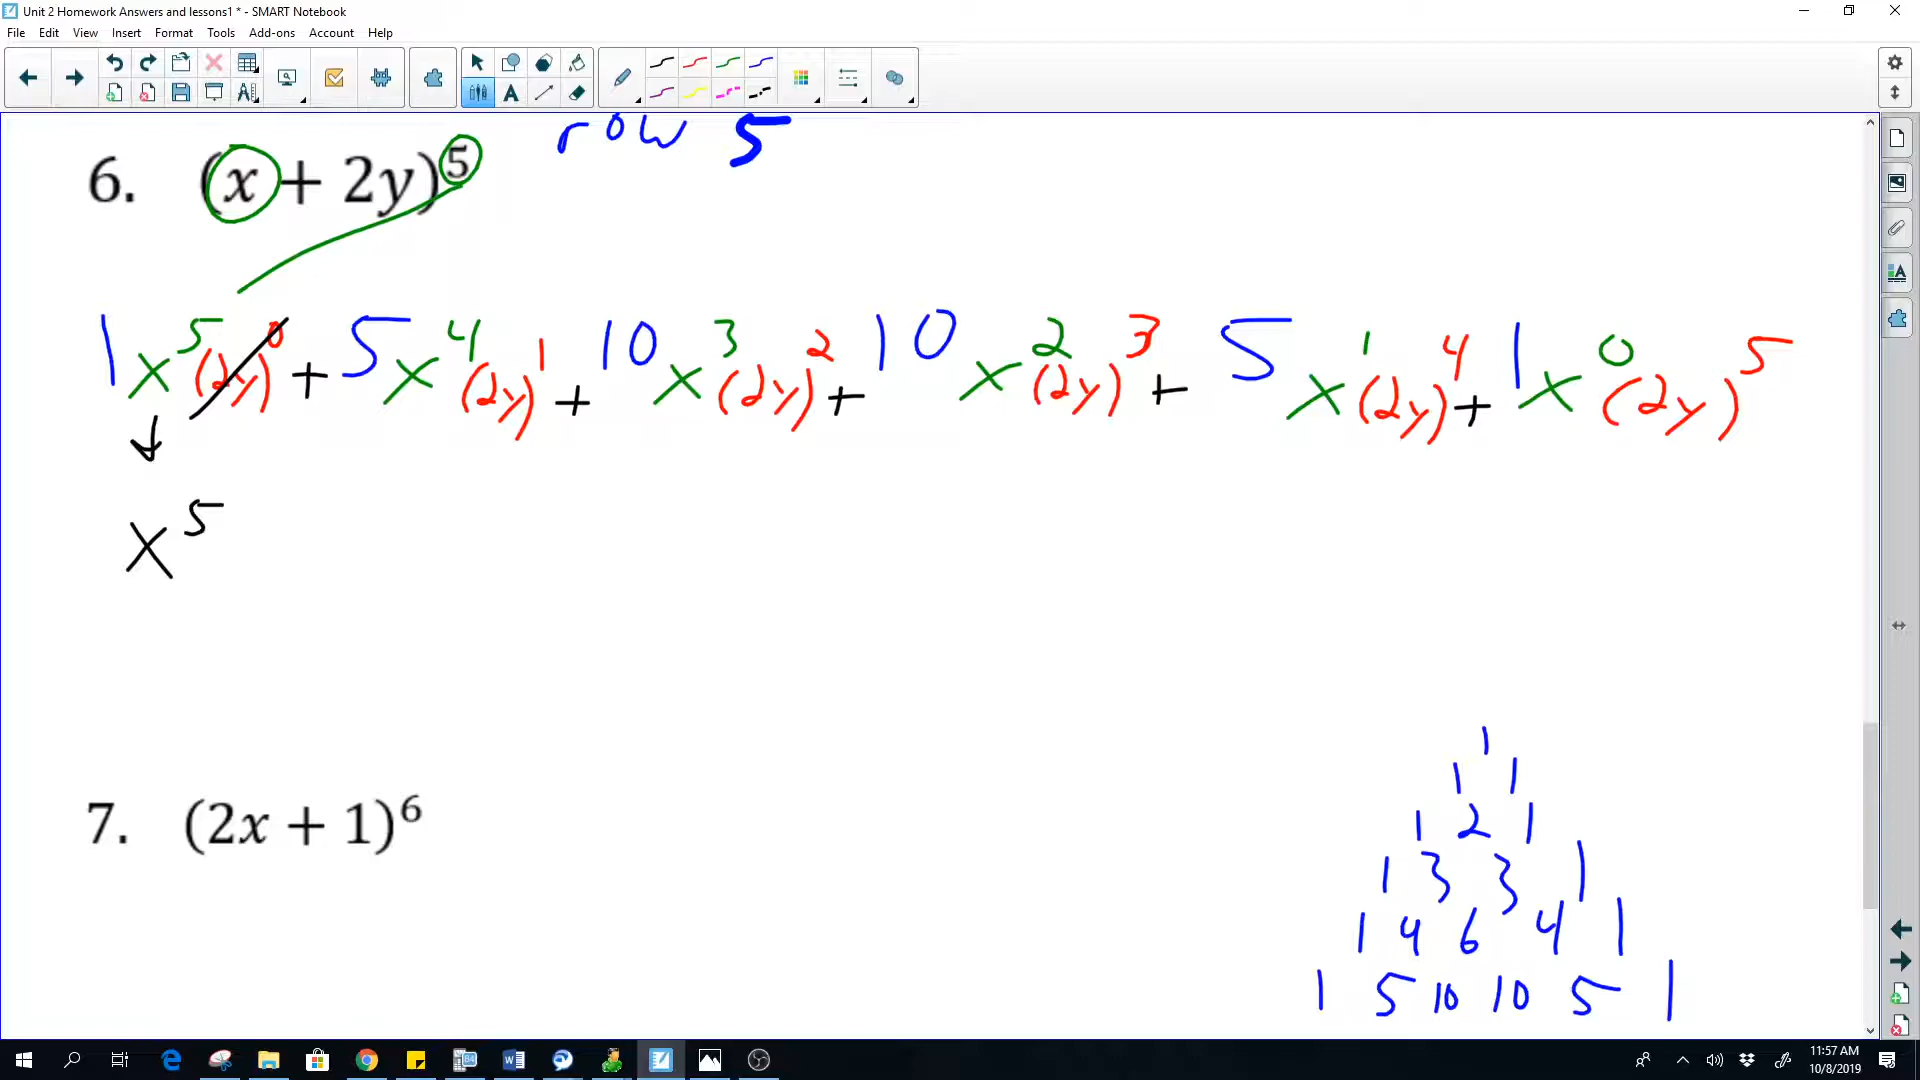 Unit 2 Homework Answers and lessons1 * - SMART Notebook
File Edit View Insert Format Tools Add-ons Account Help
row 5
6. (x + 2y)⁵
1x⁵(2y)⁰ + 5x⁴(2y)¹ + 10x³(2y)² + 10x²(2y)³ + 5x¹(2y)⁴ + 1x⁰(2y)⁵
x⁵
7. (2x + 1)⁶
1
1 1
1 2 1
1 3 3 1
1 4 6 4 1
1 5 10 10 5 1
11:57 AM
10/8/2019